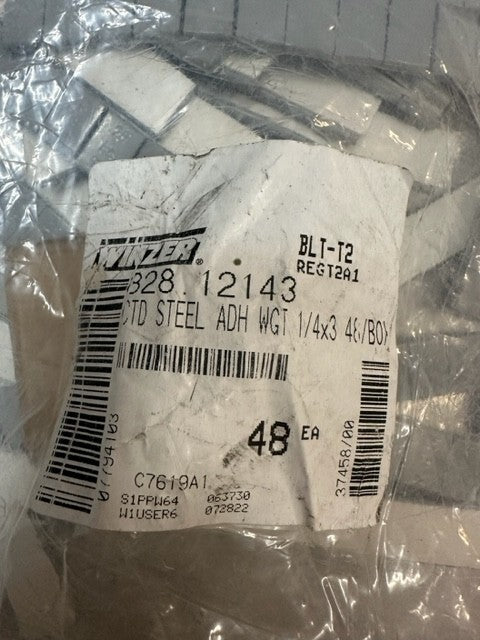 WINZER®
BLT-T2
REGT2A1
828 12143
CTD STEEL ADH WGT 1/4x3 48/BOX
48 EA
C7619A1
S1PPW64 063730
W1USER6 072822
07794103
37458/00